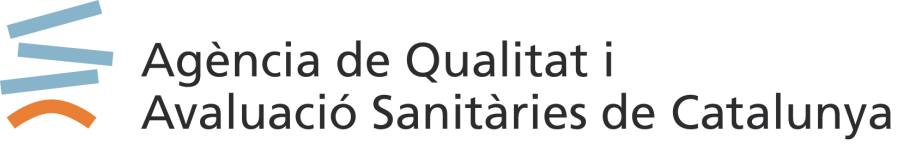 Agència de Qualitat i
Avaluació Sanitàries de Catalunya